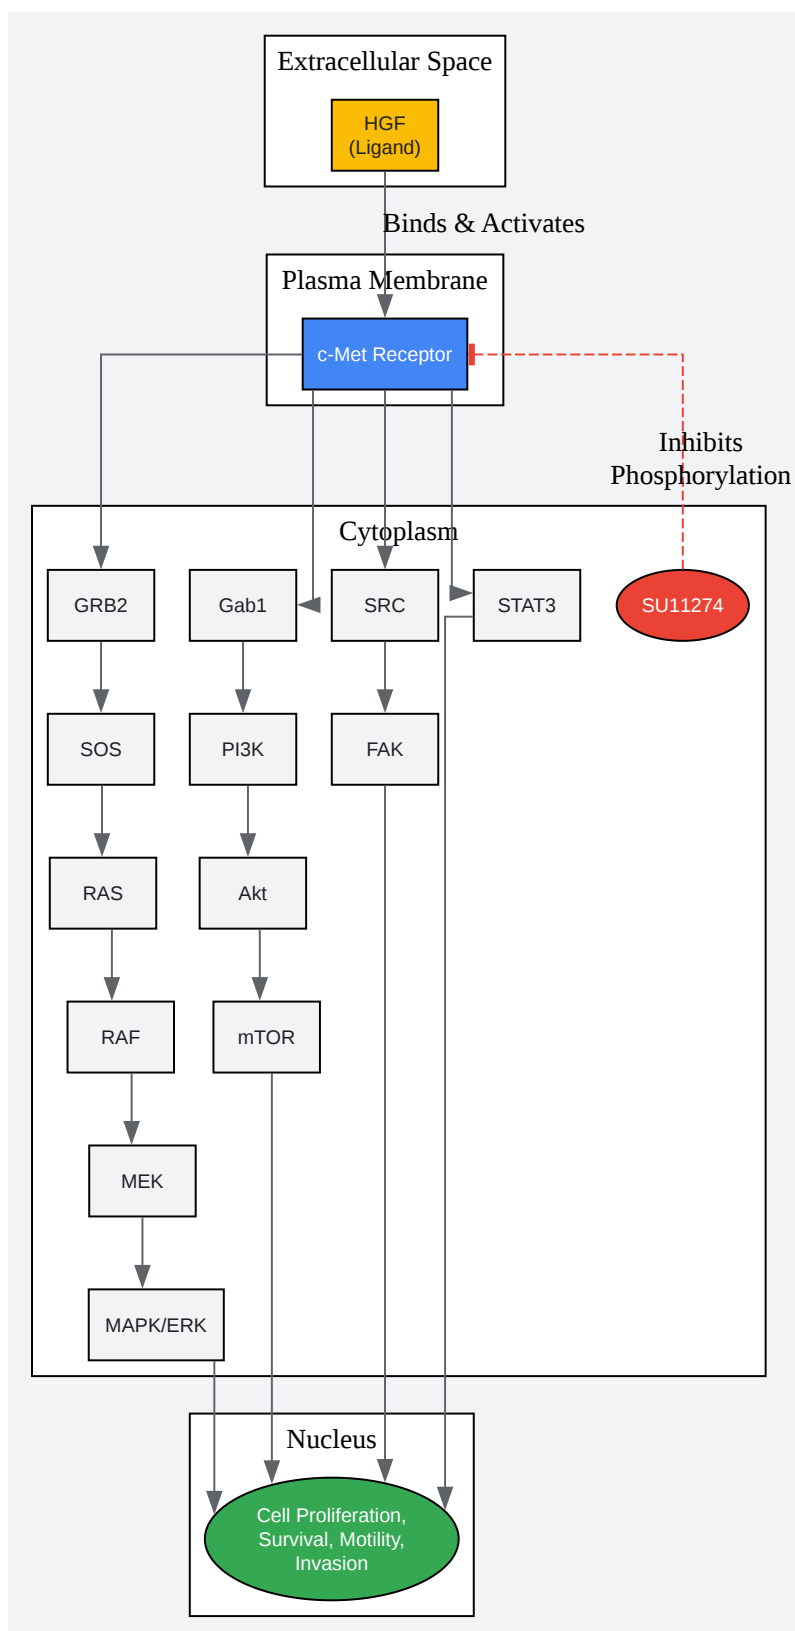 Extracellular Space
HGF
(Ligand)
Binds & Activates
Plasma Membrane
c-Met Receptor
Inhibits
Phosphorylation
Cytoplasm
GRB2
Gab1
SRC
STAT3
SU11274
SOS
PI3K
FAK
RAS
Akt
RAF
mTOR
MEK
MAPK/ERK
Nucleus
Cell Proliferation,
Survival, Motility,
Invasion